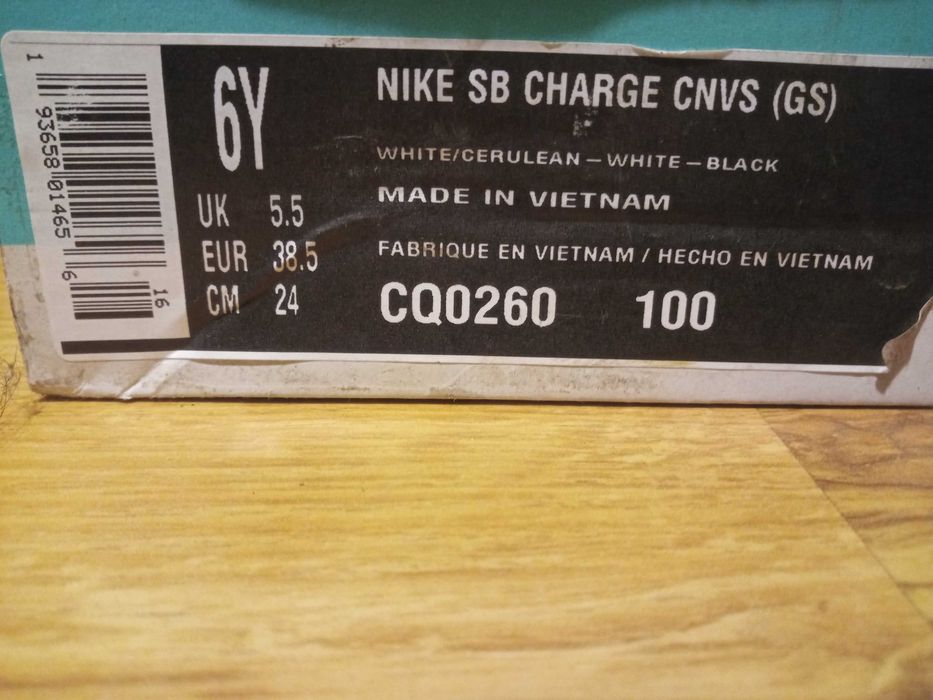 1 93658 01465 6
16
6Y
UK 5.5
EUR 38.5
CM 24
NIKE SB CHARGE CNVS (GS)
WHITE/CERULEAN-WHITE-BLACK
MADE IN VIETNAM
FABRIQUE EN VIETNAM / HECHO EN VIETNAM
CQ0260 100